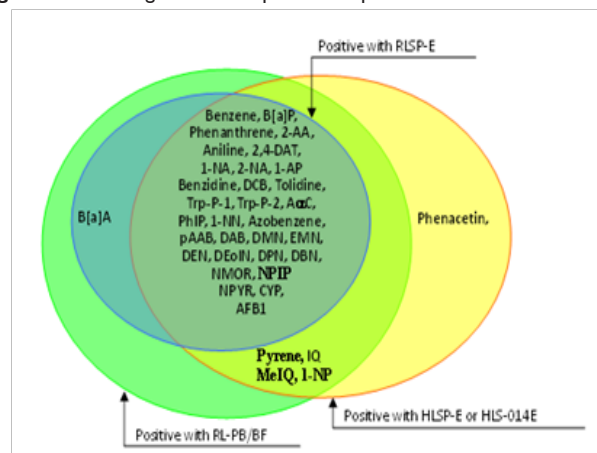 Positive with RLSP-E
Benzene, B[a]P,
Phenanthrene, 2-AA,
Aniline, 2,4-DAT,
1-NA, 2-NA, 1-AP
Benzidine, DCB, Tolidine,
Trp-P-1, Trp-P-2, AαC,
PhIP, 1-NN, Azobenzene,
pAAB, DAB, DMN, EMN,
DEN, DEolN, DPN, DBN,
NMOR, NPIP
NPYR, CYP,
AFB1
B[a]A
Phenacetin,
Pyrene, IQ
MeIQ, 1-NP
Positive with HLSP-E or HLS-014E
Positive with RL-PB/BF